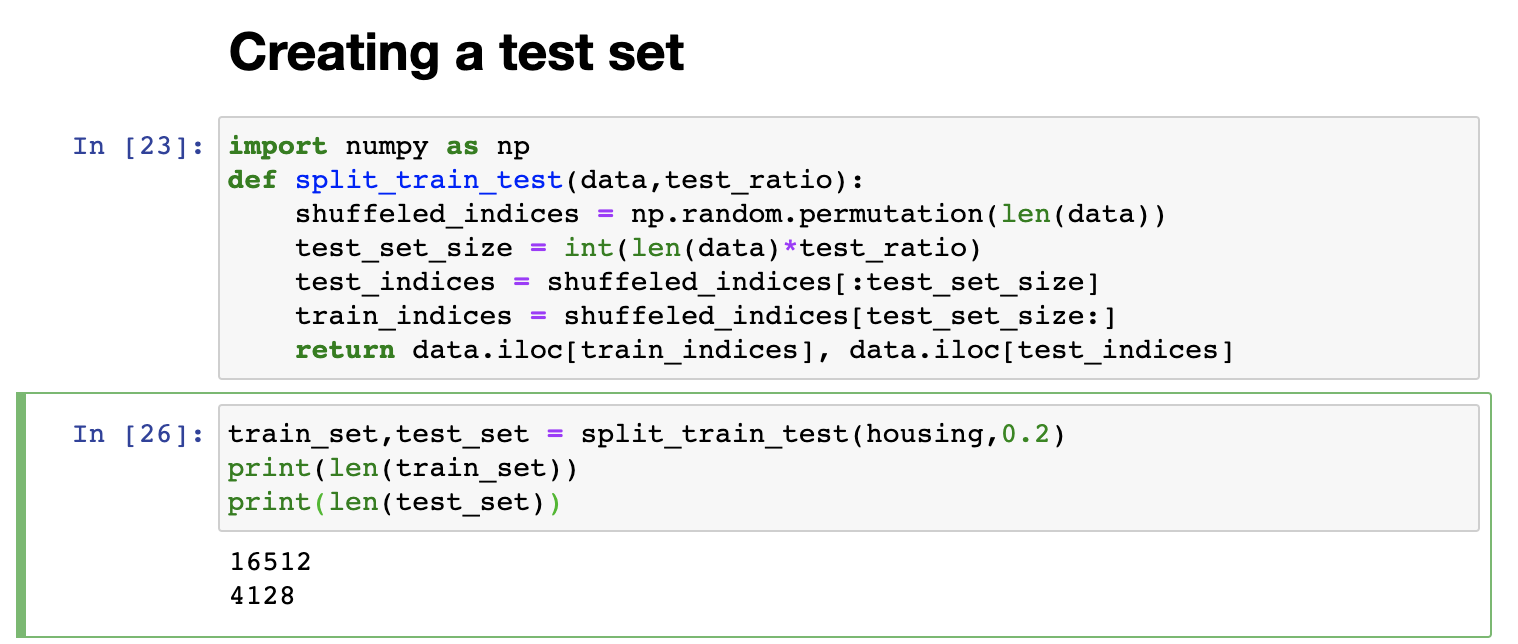 Creating a test set
In [23]:
import numpy as np
def split_train_test(data,test_ratio):
    shuffeled_indices = np.random.permutation(len(data))
    test_set_size = int(len(data)*test_ratio)
    test_indices = shuffeled_indices[:test_set_size]
    train_indices = shuffeled_indices[test_set_size:]
    return data.iloc[train_indices], data.iloc[test_indices]
In [26]:
train_set,test_set = split_train_test(housing,0.2)
print(len(train_set))
print(len(test_set))
16512
4128